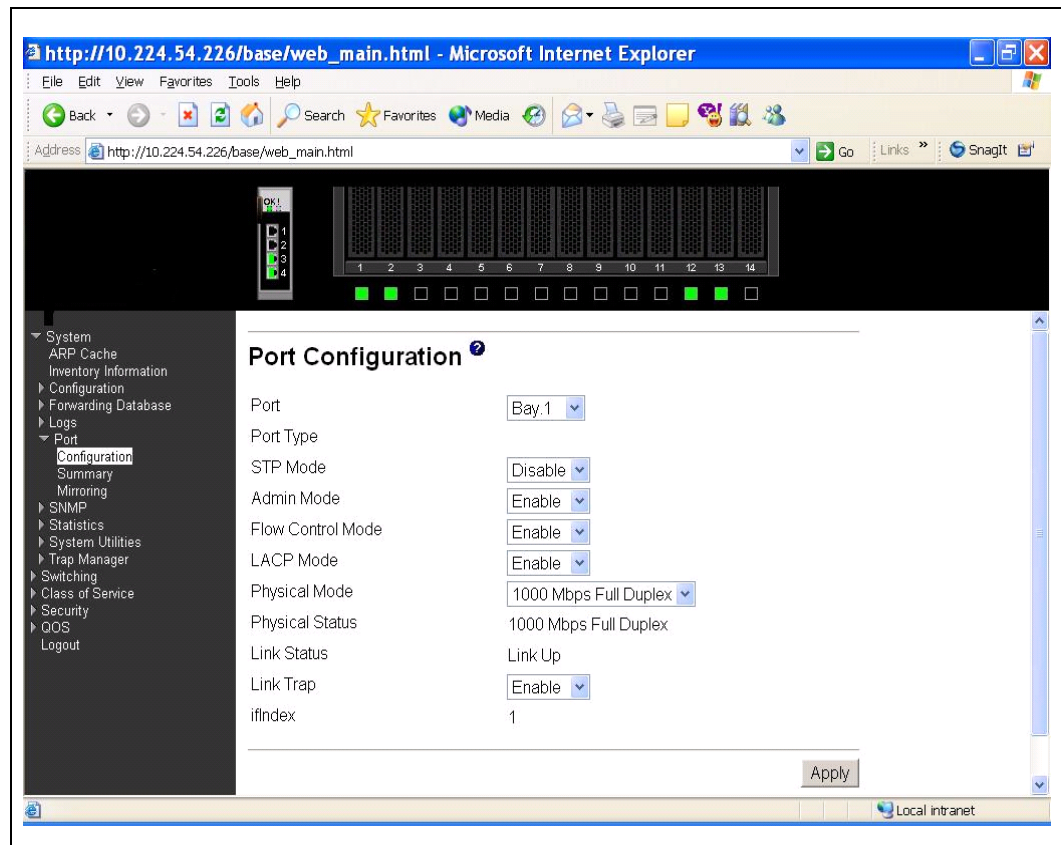 http://10.224.54.226/base/web_main.html - Microsoft Internet Explorer
File Edit View Favorites Tools Help
Back Search Favorites Media
Address http://10.224.54.226/base/web_main.html Go Links » SnagIt
OK!
1
2
3
4
1 2 3 4 5 6 7 8 9 10 11 12 13 14
System
ARP Cache
Inventory Information
Configuration
Forwarding Database
Logs
Port
Configuration
Summary
Mirroring
SNMP
Statistics
System Utilities
Trap Manager
Switching
Class of Service
Security
QOS
Logout
Port Configuration ?
Port Bay.1
Port Type
STP Mode Disable
Admin Mode Enable
Flow Control Mode Enable
LACP Mode Enable
Physical Mode 1000 Mbps Full Duplex
Physical Status 1000 Mbps Full Duplex
Link Status Link Up
Link Trap Enable
ifIndex 1
Apply
Local intranet